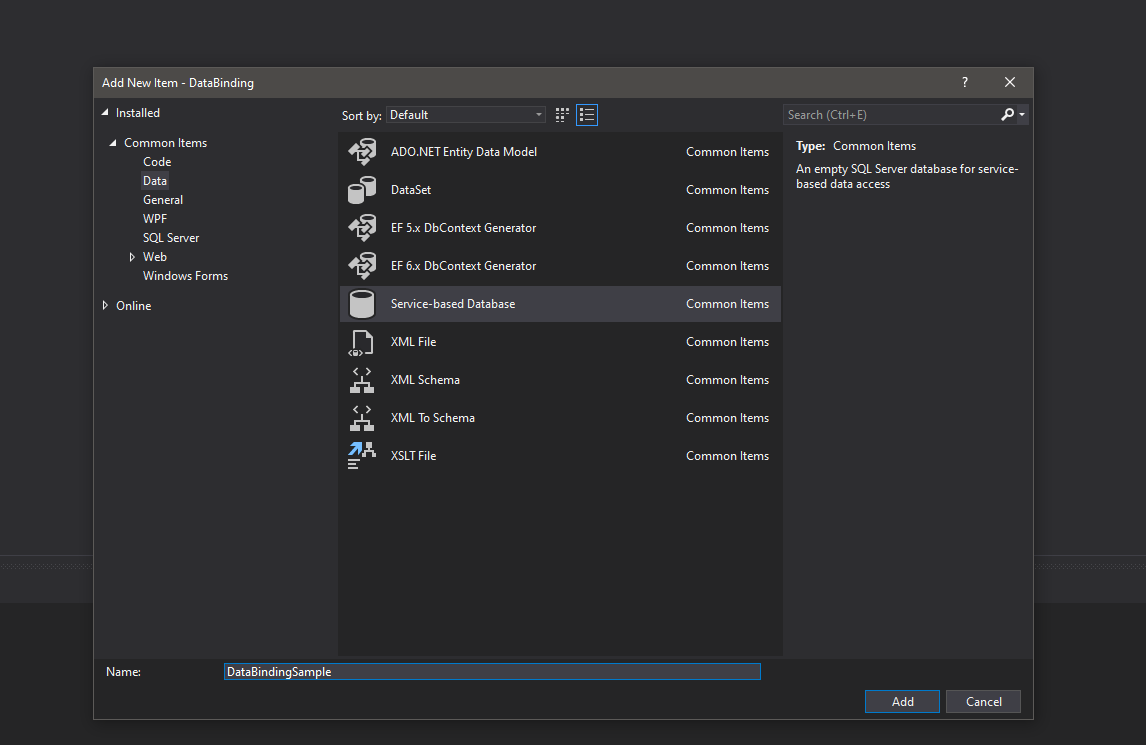 Add New Item - DataBinding
?
Installed
Common Items
Code
Data
General
WPF
SQL Server
Web
Windows Forms
Online
Sort by: Default
ADO.NET Entity Data Model Common Items
DataSet Common Items
EF 5.x DbContext Generator Common Items
EF 6.x DbContext Generator Common Items
Service-based Database Common Items
XML File Common Items
XML Schema Common Items
XML To Schema Common Items
XSLT File Common Items
Search (Ctrl+E)
Type: Common Items
An empty SQL Server database for service-
based data access
Name: DataBindingSample
Add Cancel